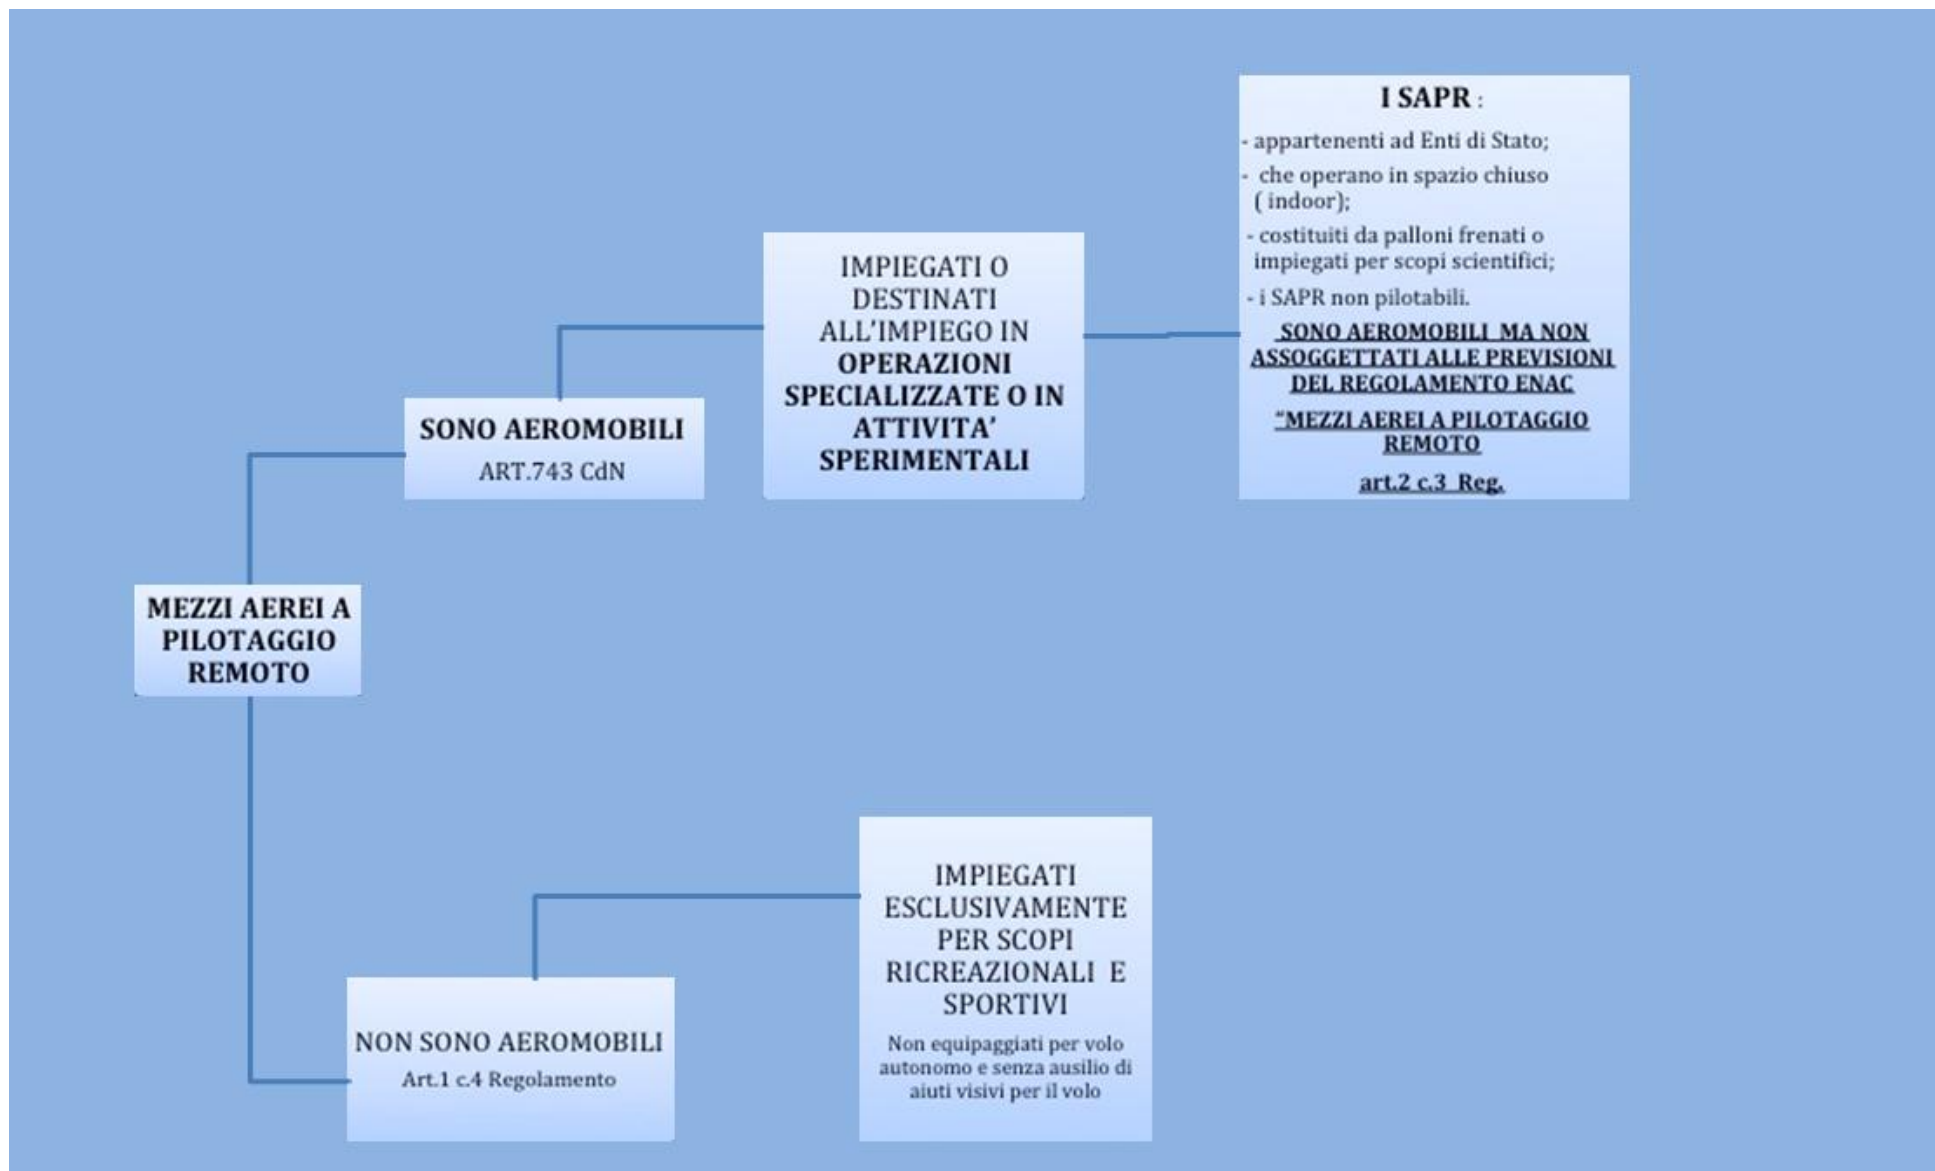 I SAPR :
- appartenenti ad Enti di Stato;
- che operano in spazio chiuso
( indoor);
- costituiti da palloni frenati o
impiegati per scopi scientifici;
- i SAPR non pilotabili.
SONO AEROMOBILI MA NON
ASSOGGETTATI ALLE PREVISIONI
DEL REGOLAMENTO ENAC
“MEZZI AEREI A PILOTAGGIO
REMOTO
art.2 c.3 Reg.
IMPIEGATI O
DESTINATI
ALL’IMPIEGO IN
OPERAZIONI
SPECIALIZZATE O IN
ATTIVITA’
SPERIMENTALI
SONO AEROMOBILI
ART.743 CdN
MEZZI AEREI A
PILOTAGGIO
REMOTO
IMPIEGATI
ESCLUSIVAMENTE
PER SCOPI
RICREAZIONALI E
SPORTIVI
Non equipaggiati per volo
autonomo e senza ausilio di
aiuti visivi per il volo
NON SONO AEROMOBILI
Art.1 c.4 Regolamento